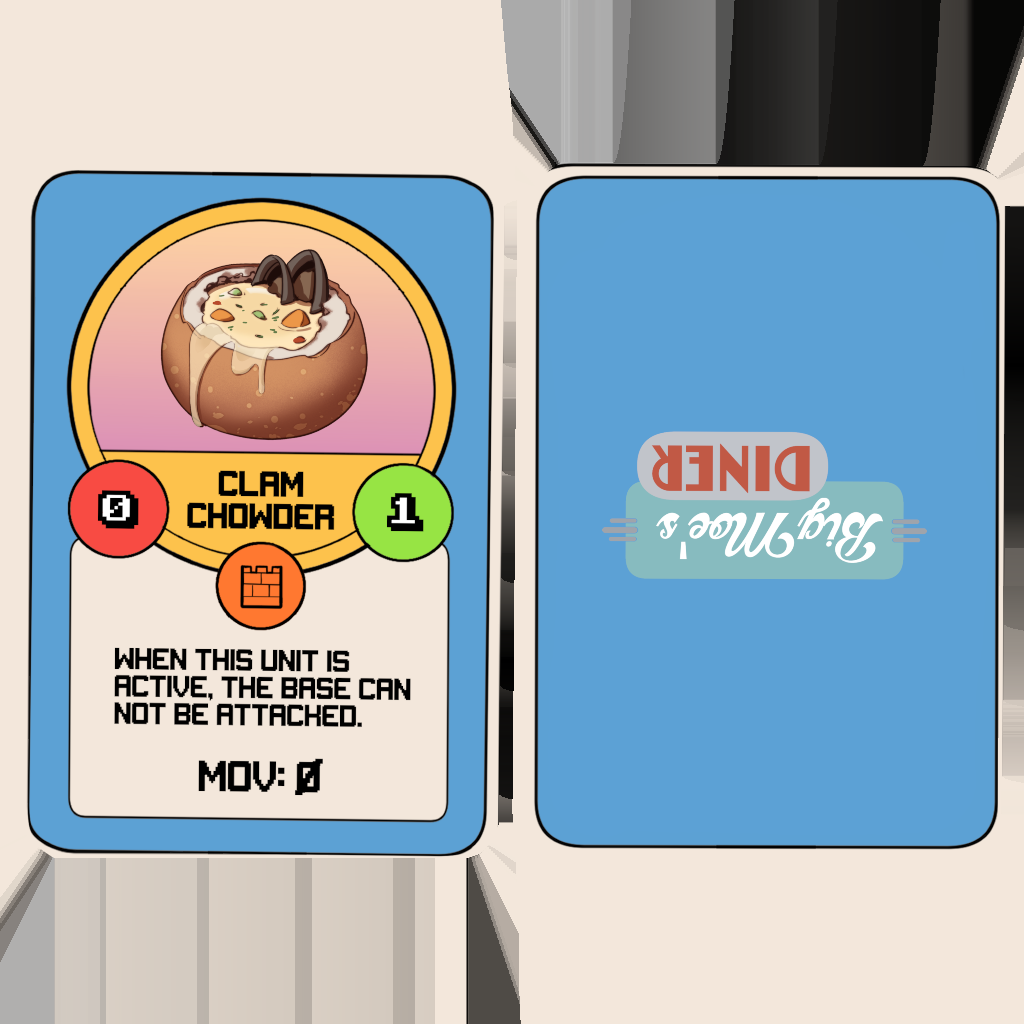 CLAM
CHOWDER
0
1
WHEN THIS UNIT IS
ACTIVE, THE BASE CAN
NOT BE ATTACKED.
MOV: 0
Big Moe's
DINER